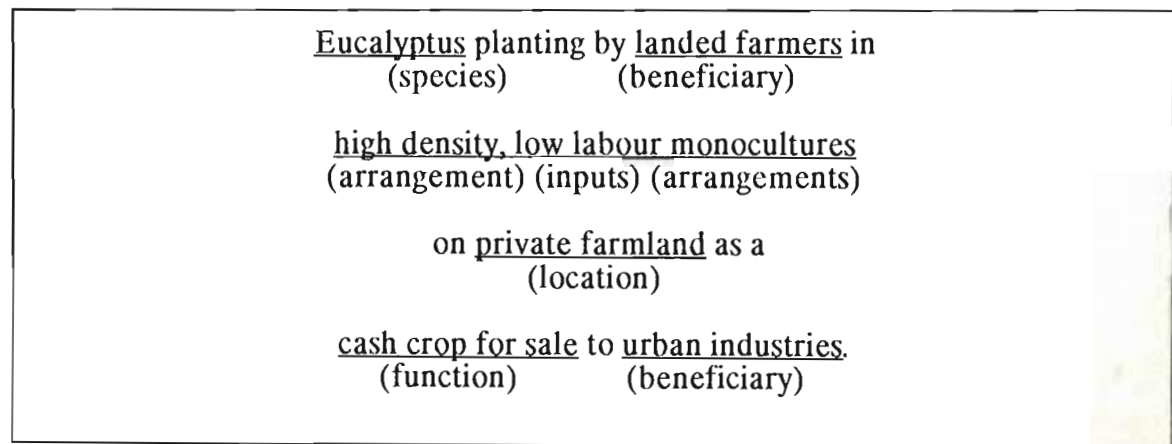 Eucalyptus planting by landed farmers in
(species) (beneficiary)
high density, low labour monocultures
(arrangement) (inputs) (arrangements)
on private farmland as a
(location)
cash crop for sale to urban industries.
(function) (beneficiary)